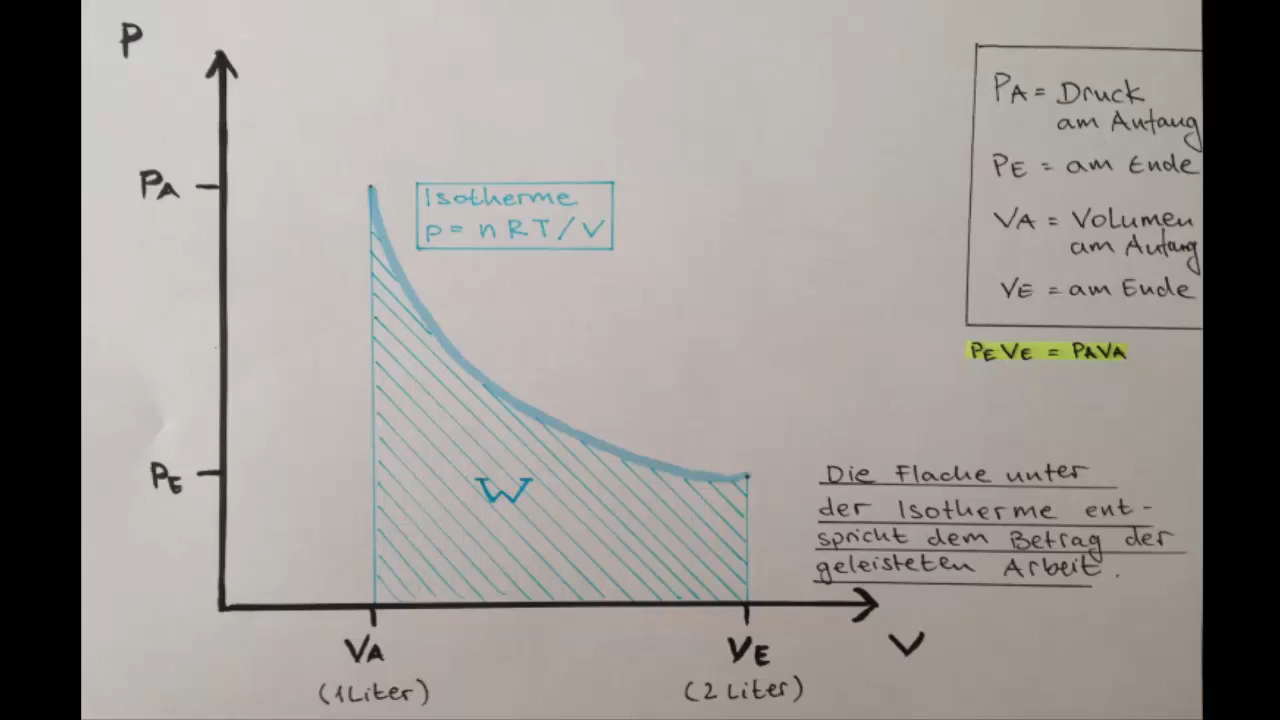 P
PA
Isotherme
p = nRT/V
PE
W
VA
VE
V
(1 Liter)
(2 Liter)
PA = Druck
am Anfang
PE = am Ende
VA = Volumen
am Anfang
VE = am Ende
PEVE = PAVA
Die Flache unter
der Isotherme ent-
spricht dem Betrag der
geleisteten Arbeit.